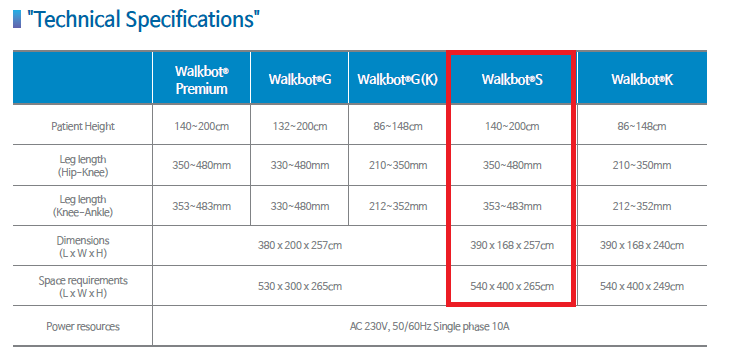 "Technical Specifications"
Walkbot®
Premium
Walkbot®G
Walkbot®G(K)
Walkbot®S
Walkbot®K
Patient Height
140~200cm
132~200cm
86~148cm
140~200cm
86~148cm
Leg length
(Hip-Knee)
350~480mm
330~480mm
210~350mm
350~480mm
210~350mm
Leg length
(Knee-Ankle)
353~483mm
330~480mm
212~352mm
353~483mm
212~352mm
Dimensions
(L x W x H)
380 x 200 x 257cm
390 x 168 x 257cm
390 x 168 x 240cm
Space requirements
(L x W x H)
530 x 300 x 265cm
540 x 400 x 265cm
540 x 400 x 249cm
Power resources
AC 230V, 50/60Hz Single phase 10A